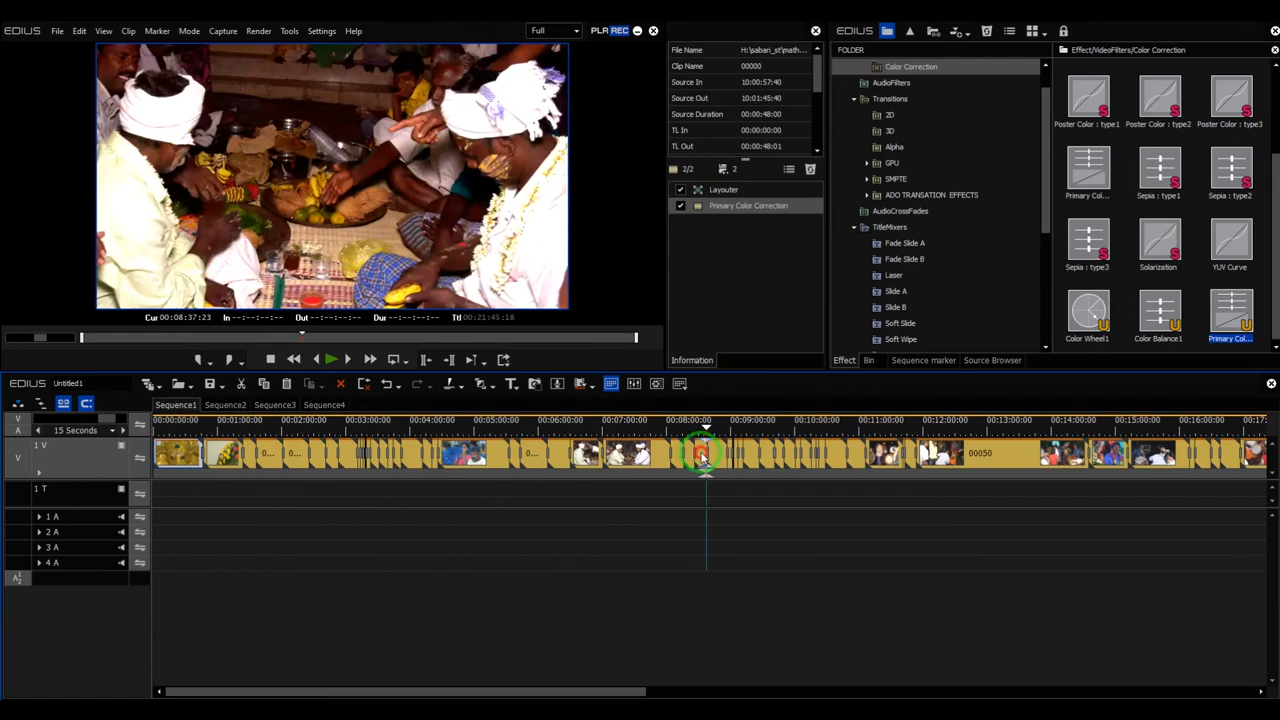 EDIUS File Edit View Clip Marker Mode Capture Render Tools Settings Help Full PLR REC
Cur 00:08:37:23 In --:--:--:-- Out --:--:--:-- Dur --:--:--:-- Ttl 00:21:45:18
File Name H:\sabari_st\math...
Clip Name 00000
Source In 10:00:57:40
Source Out 10:01:45:40
Source Duration 00:00:48:00
TL In 00:00:00:00
TL Out 00:00:48:01
2/2 2
Layouter
Primary Color Correction
Information
EDIUS
FOLDER
Color Correction
AudioFilters
Transitions
2D
3D
Alpha
GPU
SMPTE
ADO TRANSATION EFFECTS
AudioCrossFades
TitleMixers
Fade Slide A
Fade Slide B
Laser
Slide A
Slide B
Soft Slide
Soft Wipe
Effect Bin Sequence marker Source Browser
Effect/VideoFilters/Color Correction
Poster Color : type1 Poster Color : type2 Poster Color : type3
Primary Col... Sepia : type1 Sepia : type2
Sepia : type3 Solarization YUV Curve
Color Wheel1 Color Balance1 Primary Col...
EDIUS Untitled1
Sequence1 Sequence2 Sequence3 Sequence4
V
A 15 Seconds
00:00:00:00 00:01:00:00 00:02:00:00 00:03:00:00 00:04:00:00 00:05:00:00 00:06:00:00 00:07:00:00 00:08:00:00 00:09:00:00 00:10:00:00 00:11:00:00 00:12:00:00 00:13:00:00 00:14:00:00 00:15:00:00 00:16:00:00 00:17:
1 V
V 0... 0... 0... 00050
1 T
1 A
2 A
3 A
4 A